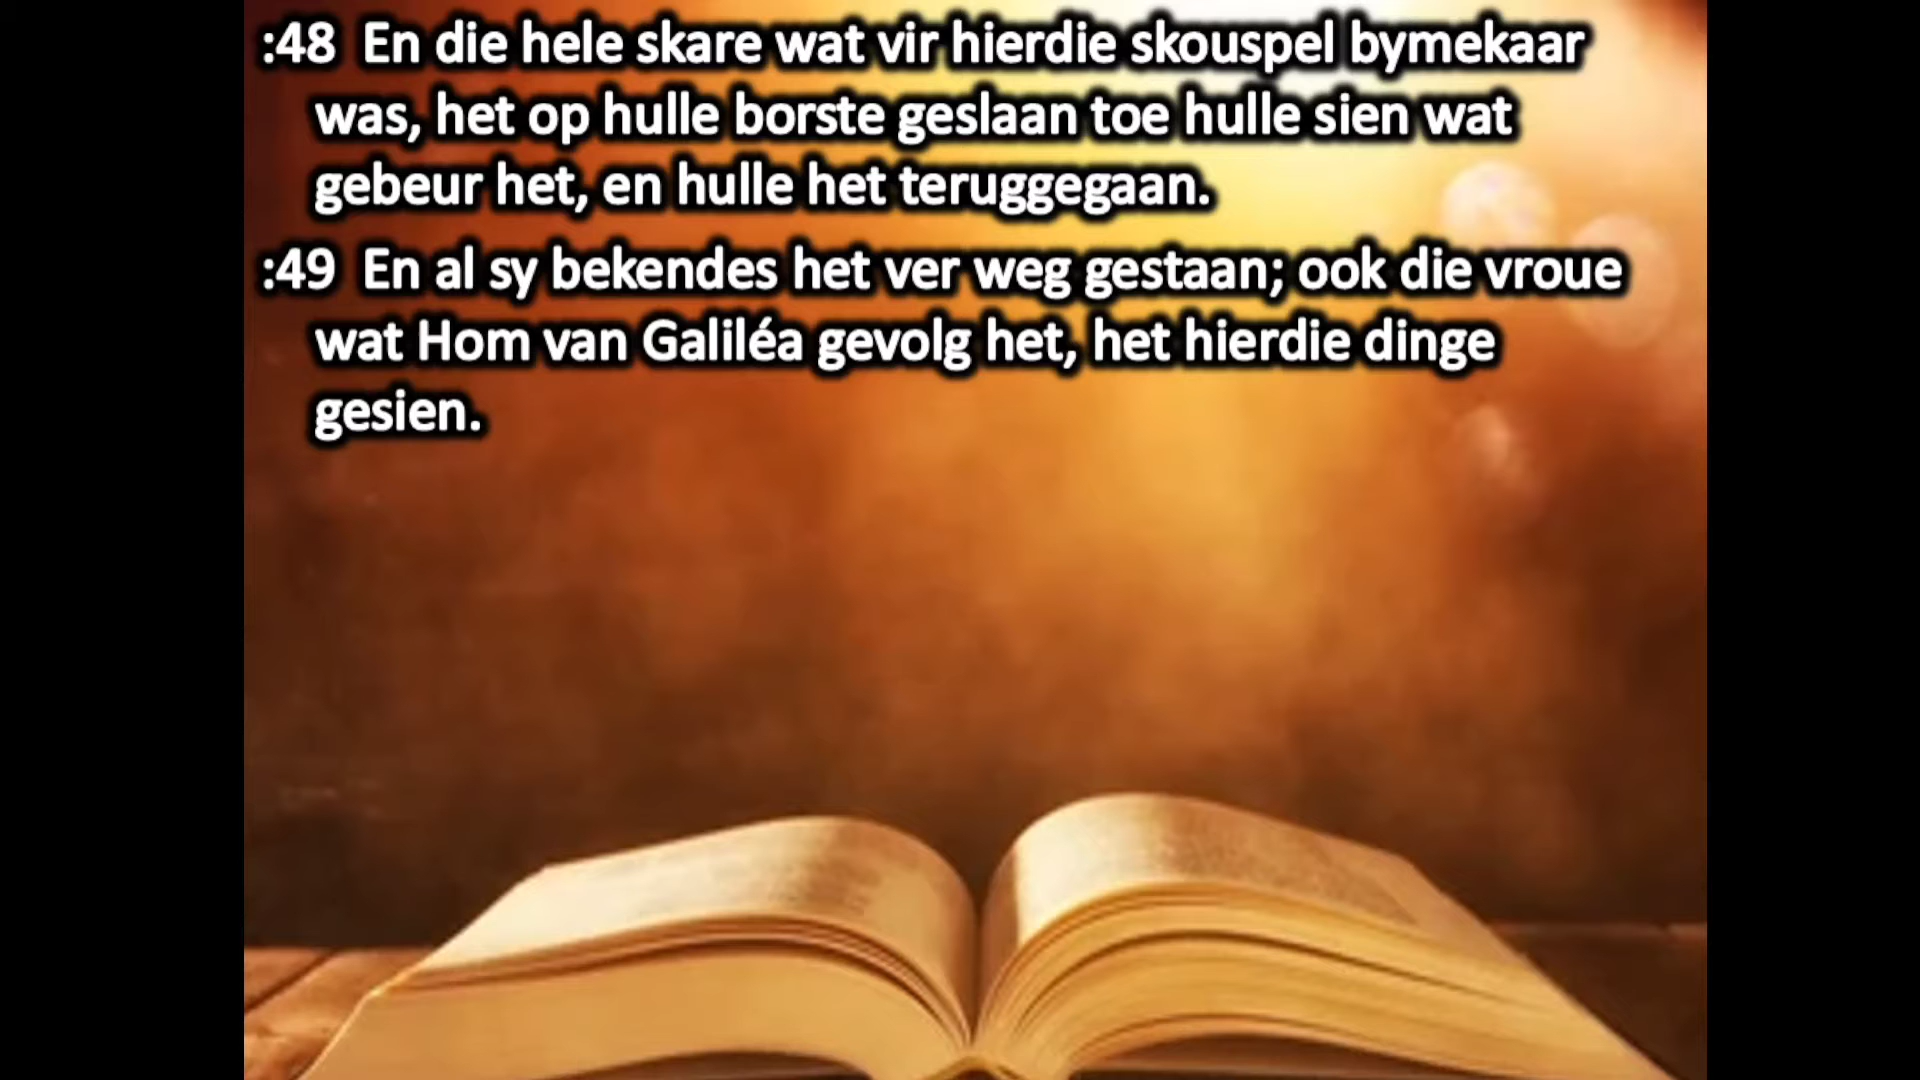 :48 En die hele skare wat vir hierdie skouspel bymekaar
was, het op hulle borste geslaan toe hulle sien wat
gebeur het, en hulle het teruggegaan.
:49 En al sy bekendes het ver weg gestaan; ook die vroue
wat Hom van Galiléa gevolg het, het hierdie dinge
gesien.